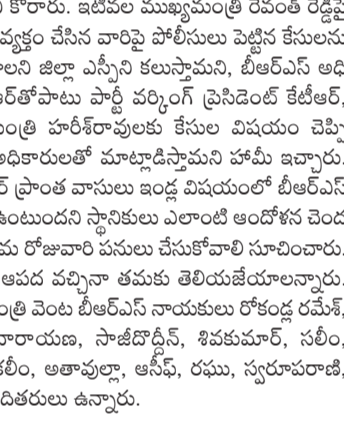 కోరారు. ఇటీవల ముఖ్యమంత్రి రేవంత్ రెడ్డిపై
వ్యక్తం చేసిన వారిపై పోలీసులు పెట్టిన కేసులను
లని జిల్లా ఎస్పీని కలుస్తామని, బీఆర్ఎస్ అధి
ఆర్‌తోపాటు పార్టీ వర్కింగ్ ప్రెసిడెంట్ కేటీఆర్,
మంత్రి హరీశ్‌రావులకు కేసుల విషయం చెప్పి
అధికారులతో మాట్లాడిస్తామని హామీ ఇచ్చారు.
ర్ ప్రాంత వాసులు ఇండ్ల విషయంలో బీఆర్ఎస్
ఉంటుందని స్థానికులు ఎలాంటి ఆందోళన చెంద
మ రోజువారి పనులు చేసుకోవాలి సూచించారు.
ఆపద వచ్చినా తమకు తెలియజేయాలన్నారు.
త్రి వెంట బీఆర్ఎస్ నాయకులు రోకండ్ల రమేశ్,
నారాయణ, సాజీదొద్దీన్, శివకుమార్, సలీం,
కలీం, అతావుల్లా, ఆసీఫ్, రఘు, స్వరూపరాణి,
దితరులు ఉన్నారు.